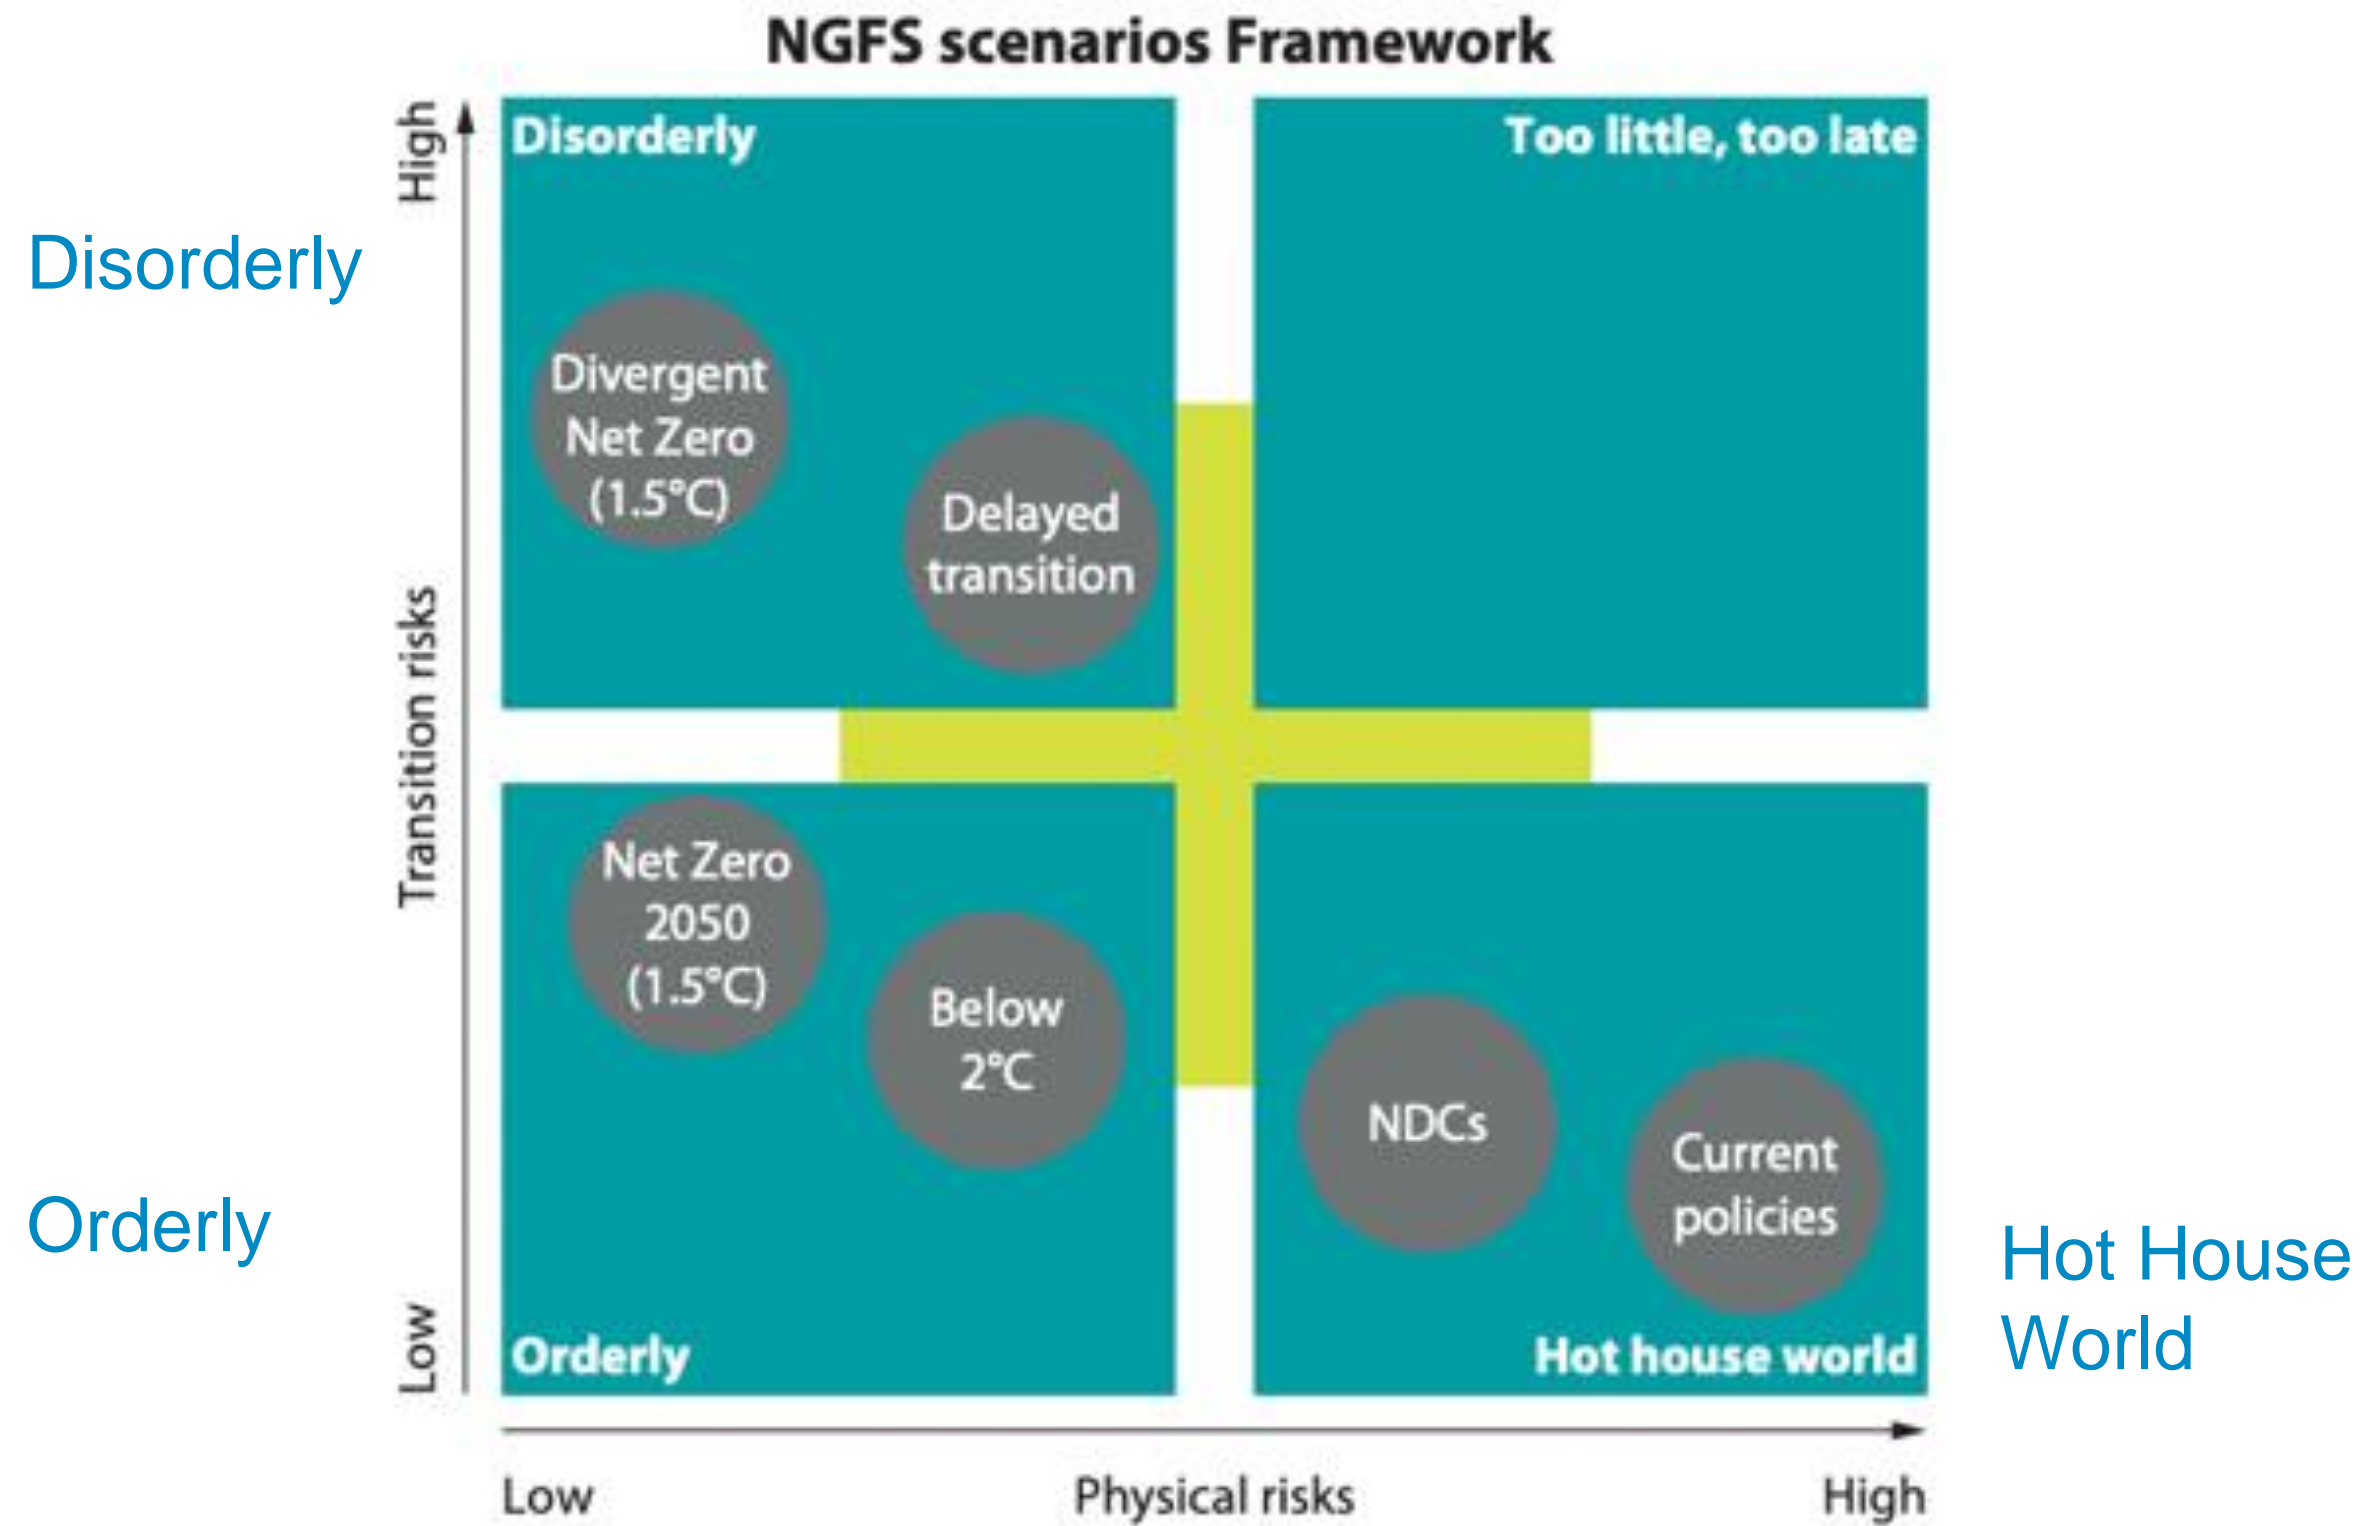 NGFS scenarios Framework
High
Transition risks
Low
Disorderly
Disorderly
Too little, too late
Divergent
Net Zero
(1.5°C)
Delayed
transition
Net Zero
2050
(1.5°C)
Below
2°C
NDCs
Current
policies
Orderly
Orderly
Hot house world
Hot House
World
Low
Physical risks
High